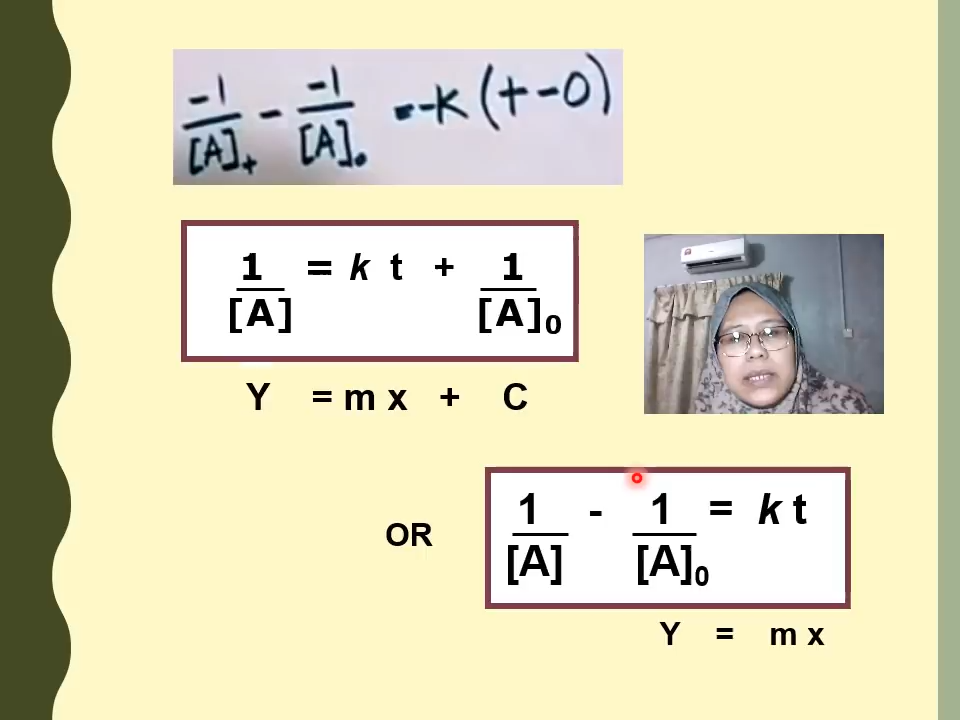 -1/[A]t - -1/[A]0 = -k (t - 0)
1/[A] = k t + 1/[A]0
Y = m x + C
OR
1/[A] - 1/[A]0 = k t
Y = m x